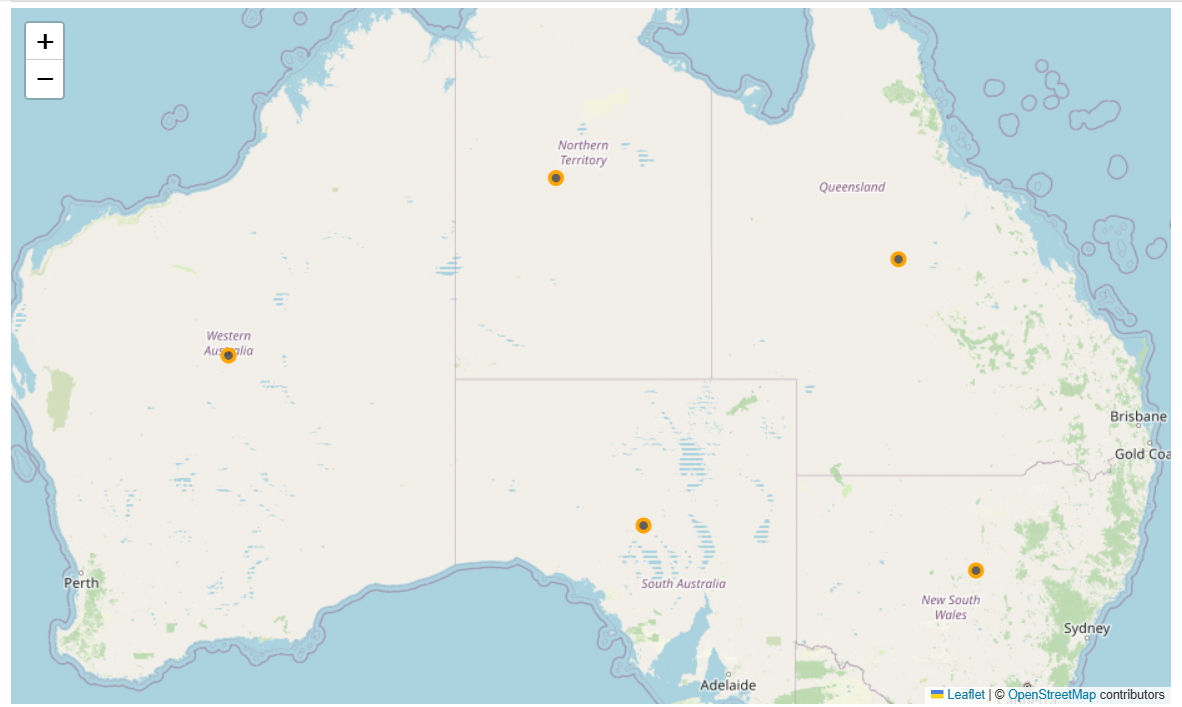 +
−
Northern
Territory
Queensland
Western
Australia
Brisbane
Gold Coa
Perth
South Australia
New South
Wales
Sydney
Adelaide
Leaflet | © OpenStreetMap contributors